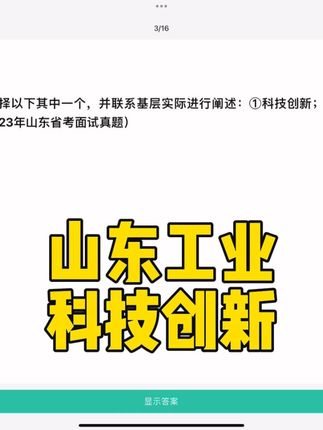 3/16
择以下其中一个，并联系基层实际进行阐述：①科技创新；
23年山东省考面试真题）
山东工业
科技创新
显示答案